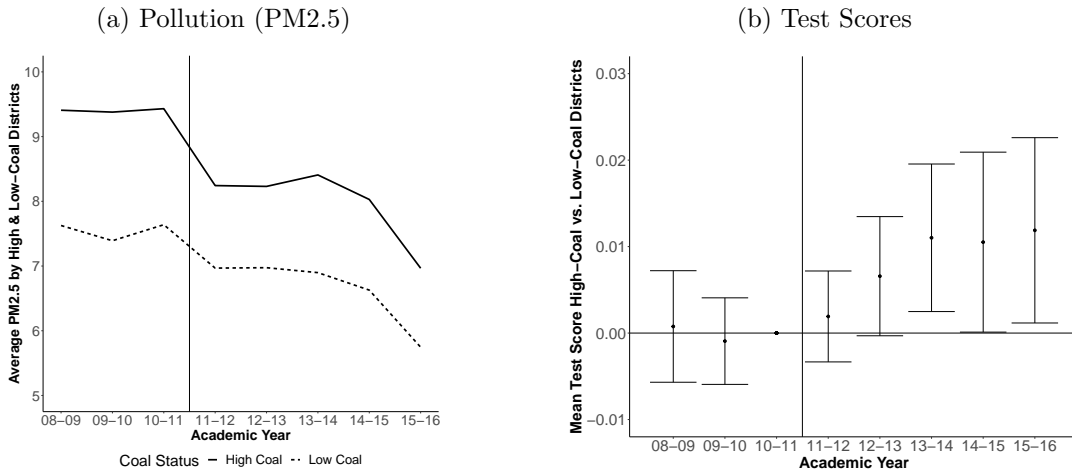 (a) Pollution (PM2.5)
Average PM2.5 by High & Low−Coal Districts
10
9
8
7
6
5
08−09 09−10 10−11 11−12 12−13 13−14 14−15 15−16
Academic Year
Coal Status High Coal Low Coal
(b) Test Scores
Mean Test Score High−Coal vs. Low−Coal Districts
0.03
0.02
0.01
0.00
−0.01
08−09 09−10 10−11 11−12 12−13 13−14 14−15 15−16
Academic Year